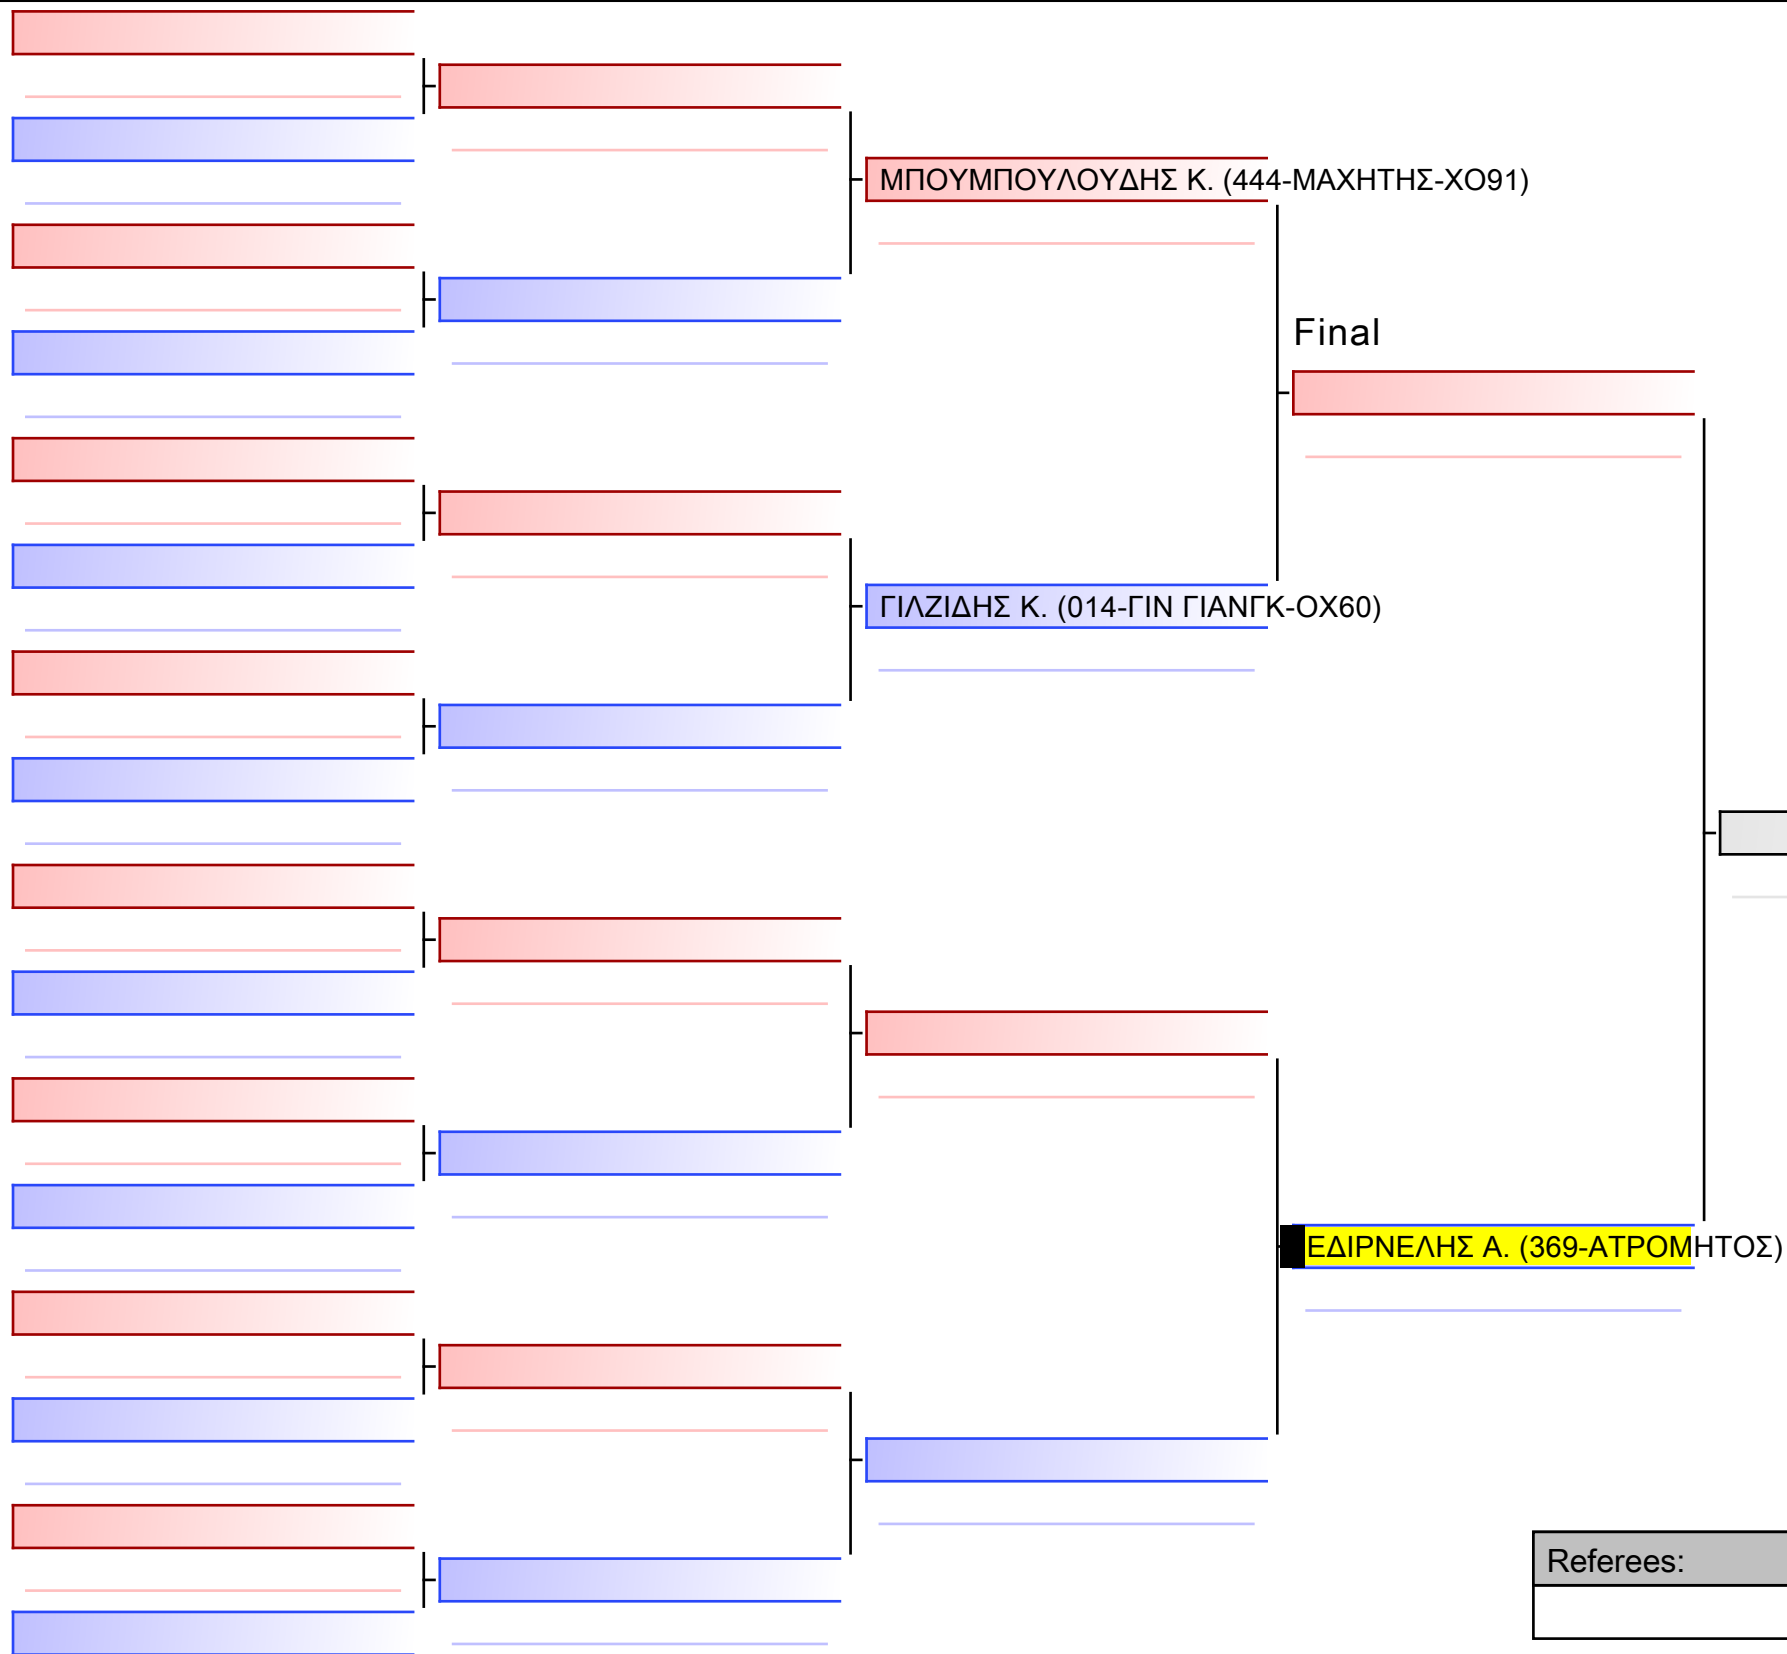 ΜΠΟΥΜΠΟΥΛΟΥΔΗΣ Κ. (444-ΜΑΧΗΤΗΣ-ΧΟ91)
Final
ΓΙΛΖΙΔΗΣ Κ. (014-ΓΙΝ ΓΙΑΝΓΚ-ΟΧ60)
ΕΔΙΡΝΕΛΗΣ Α. (369-ΑΤΡΟΜΗΤΟΣ)
Referees: